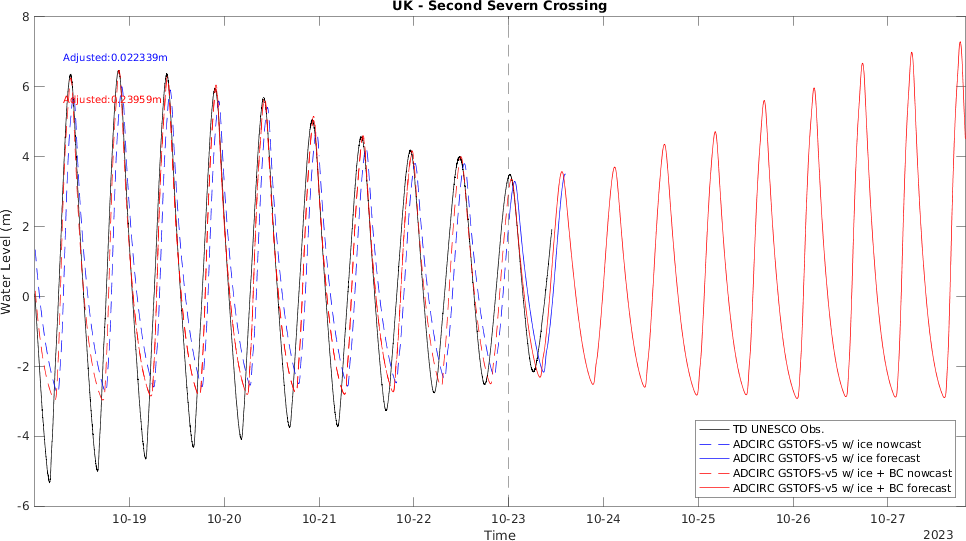 UK - Second Severn Crossing
8
Adjusted:0.022339m
6
Adjusted:0.23959m
4
2
0
-2
-4
-6
Water Level (m)
TD UNESCO Obs.
ADCIRC GSTOFS-v5 w/ ice nowcast
ADCIRC GSTOFS-v5 w/ ice forecast
ADCIRC GSTOFS-v5 w/ ice + BC nowcast
ADCIRC GSTOFS-v5 w/ ice + BC forecast
10-19 10-20 10-21 10-22 10-23 10-24 10-25 10-26 10-27
Time
2023